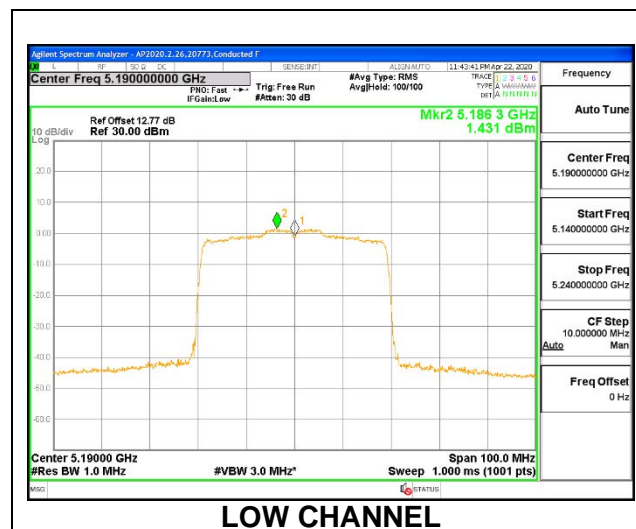 Agilent Spectrum Analyzer - AP2020.2.26,20773,Conducted F
L RF 50 Ω DC SENSE:INT ALIGN AUTO 11:43:41 PM Apr 22, 2020
Center Freq 5.190000000 GHz
PNO: Fast
IFGain:Low
Trig: Free Run
#Atten: 30 dB
#Avg Type: RMS
Avg|Hold: 100/100
TRACE 1 2 3 4 5 6
TYPE A
DET A N N N N N
Ref Offset 12.77 dB
10 dB/div Ref 30.00 dBm
Log
Mkr2 5.186 3 GHz
1.431 dBm
20.0
10.0
0.00
-10.0
-20.0
-30.0
-40.0
-50.0
-60.0
2
1
Center 5.19000 GHz Span 100.0 MHz
#Res BW 1.0 MHz #VBW 3.0 MHz* Sweep 1.000 ms (1001 pts)
MSG STATUS
Frequency
Auto Tune
Center Freq
5.190000000 GHz
Start Freq
5.140000000 GHz
Stop Freq
5.240000000 GHz
CF Step
10.000000 MHz
Auto Man
Freq Offset
0 Hz
LOW CHANNEL